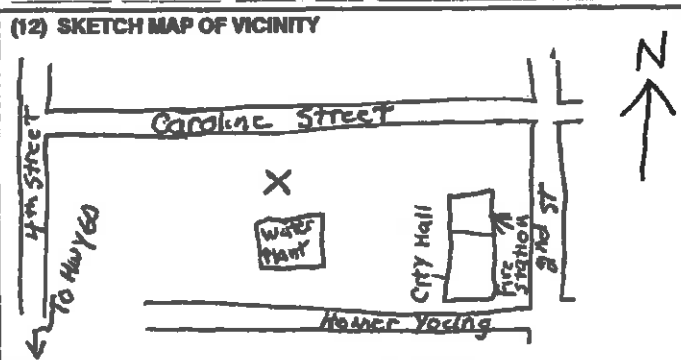 (12) SKETCH MAP OF VICINITY
N
Caroline Street
4th Street
To HWY 60
X
Water
Plant
City Hall
Fire
Station
2nd ST
Homer Young